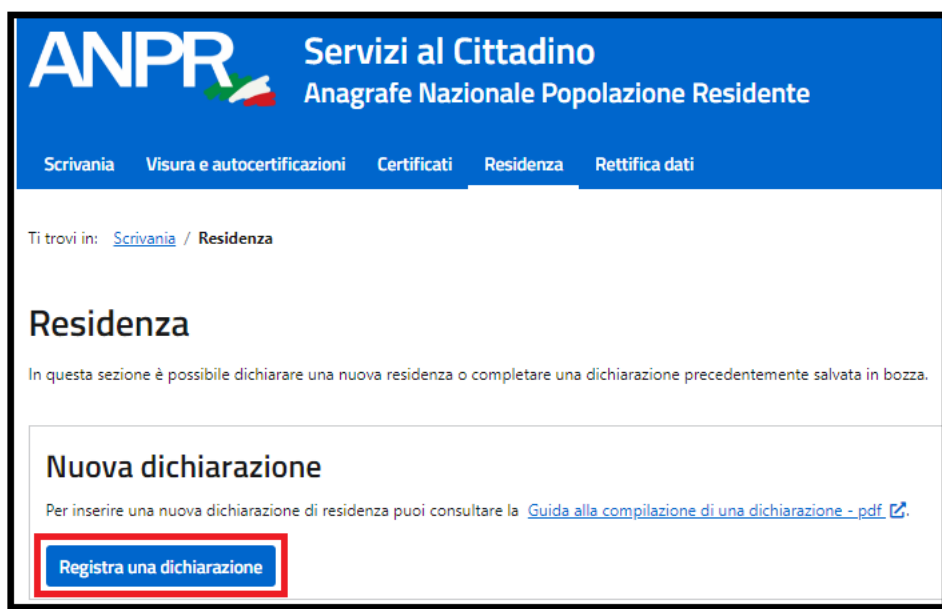 ANPR
Servizi al Cittadino
Anagrafe Nazionale Popolazione Residente
Scrivania Visura e autocertificazioni Certificati Residenza Rettifica dati
Ti trovi in: Scrivania / Residenza
Residenza
In questa sezione è possibile dichiarare una nuova residenza o completare una dichiarazione precedentemente salvata in bozza.
Nuova dichiarazione
Per inserire una nuova dichiarazione di residenza puoi consultare la Guida alla compilazione di una dichiarazione - pdf.
Registra una dichiarazione